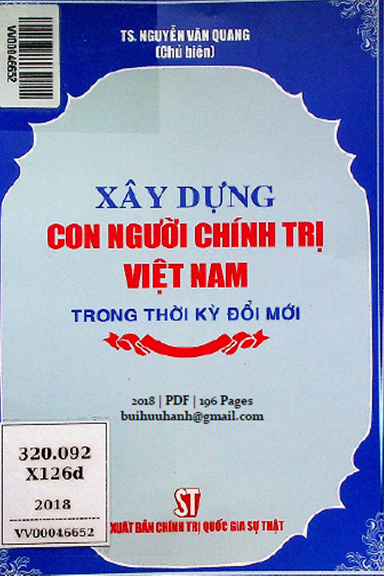 VV00046652
TS. NGUYỄN VĂN QUANG
(Chủ biên)
XÂY DỰNG
CON NGƯỜI CHÍNH TRỊ
VIỆT NAM
TRONG THỜI KỲ ĐỔI MỚI
2018 | PDF | 196 Pages
buihuuhanh@gmail.com
320.092
X126d
2018
VV00046652
ST
XUẤT BẢN CHÍNH TRỊ QUỐC GIA SỰ THẬT